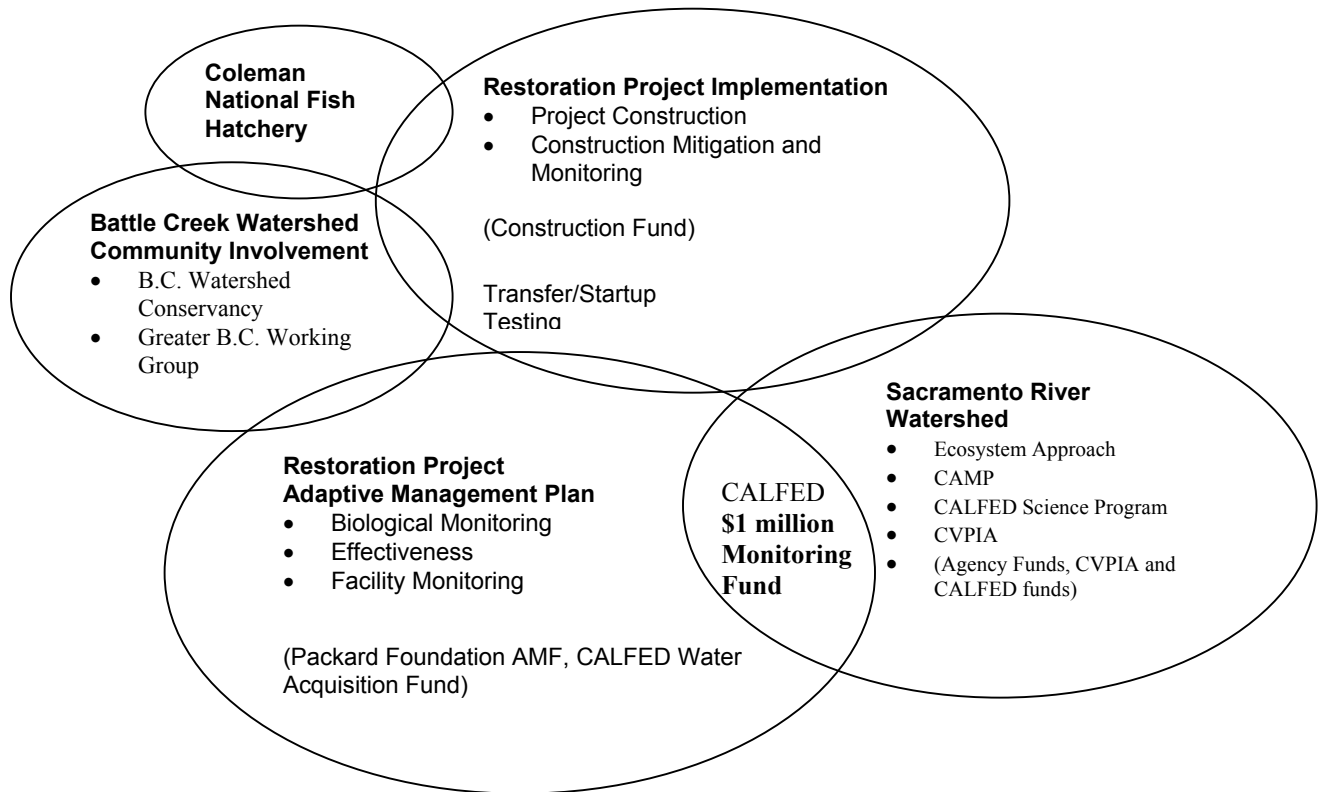 Coleman
National Fish
Hatchery
Restoration Project Implementation
• Project Construction
• Construction Mitigation and
Monitoring
(Construction Fund)
Transfer/Startup
Testing
Battle Creek Watershed
Community Involvement
• B.C. Watershed
Conservancy
• Greater B.C. Working
Group
Restoration Project
Adaptive Management Plan
• Biological Monitoring
• Effectiveness
• Facility Monitoring
(Packard Foundation AMF, CALFED Water
Acquisition Fund)
CALFED
$1 million
Monitoring
Fund
Sacramento River
Watershed
• Ecosystem Approach
• CAMP
• CALFED Science Program
• CVPIA
• (Agency Funds, CVPIA and
CALFED funds)